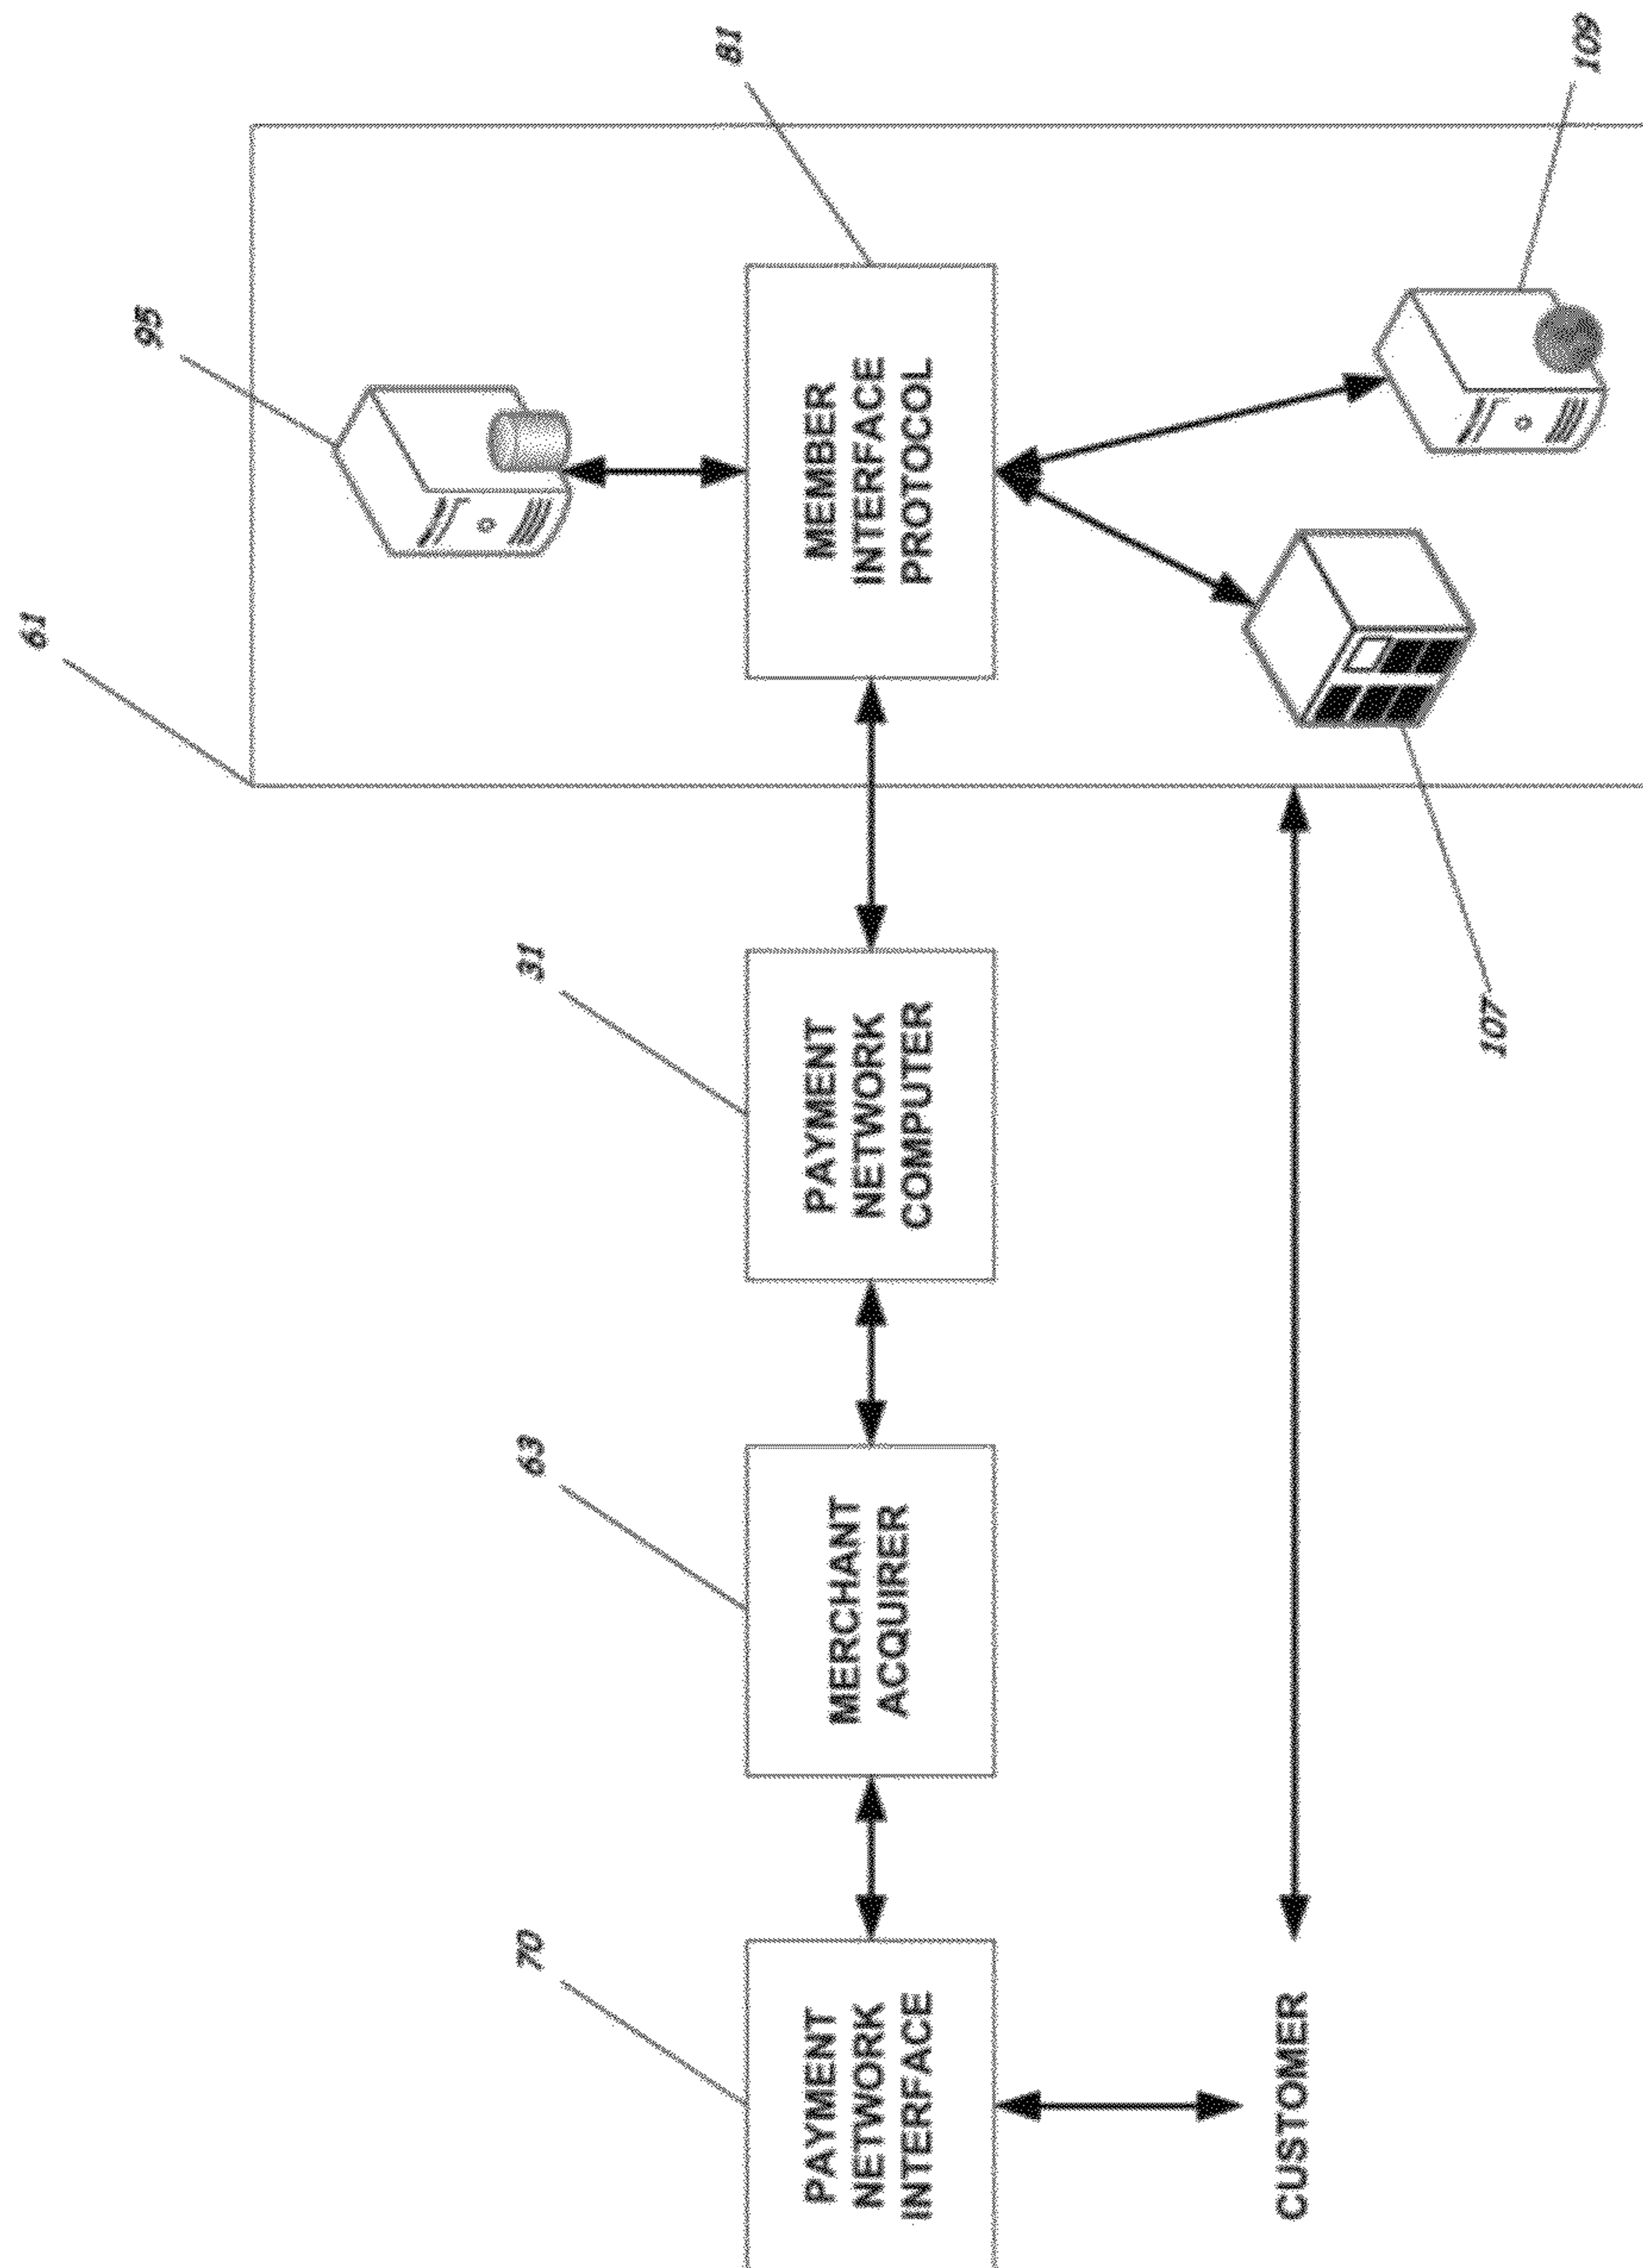 61
95
81
MEMBER
INTERFACE
PROTOCOL
109
107
31
PAYMENT
NETWORK
COMPUTER
63
MERCHANT
ACQUIRER
70
PAYMENT
NETWORK
INTERFACE
CUSTOMER